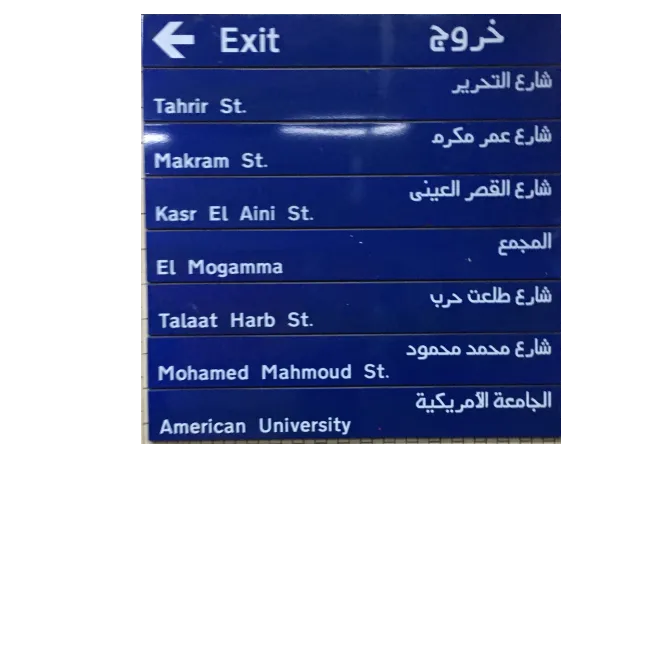 Exit خروج
شارع التحرير
Tahrir St.
شارع عمر مكرم
Makram St.
شارع القصر العينى
Kasr El Aini St.
المجمع
El Mogamma
شارع طلعت حرب
Talaat Harb St.
شارع محمد محمود
Mohamed Mahmoud St.
الجامعة الأمريكية
American University